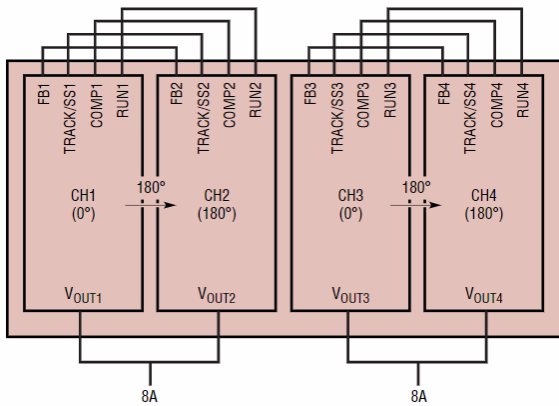 FB1
TRACK/SS1
COMP1
RUN1
FB2
TRACK/SS2
COMP2
RUN2
FB3
TRACK/SS3
COMP3
RUN3
FB4
TRACK/SS4
COMP4
RUN4
CH1
(0°)
180°
CH2
(180°)
CH3
(0°)
180°
CH4
(180°)
VOUT1
VOUT2
VOUT3
VOUT4
8A
8A